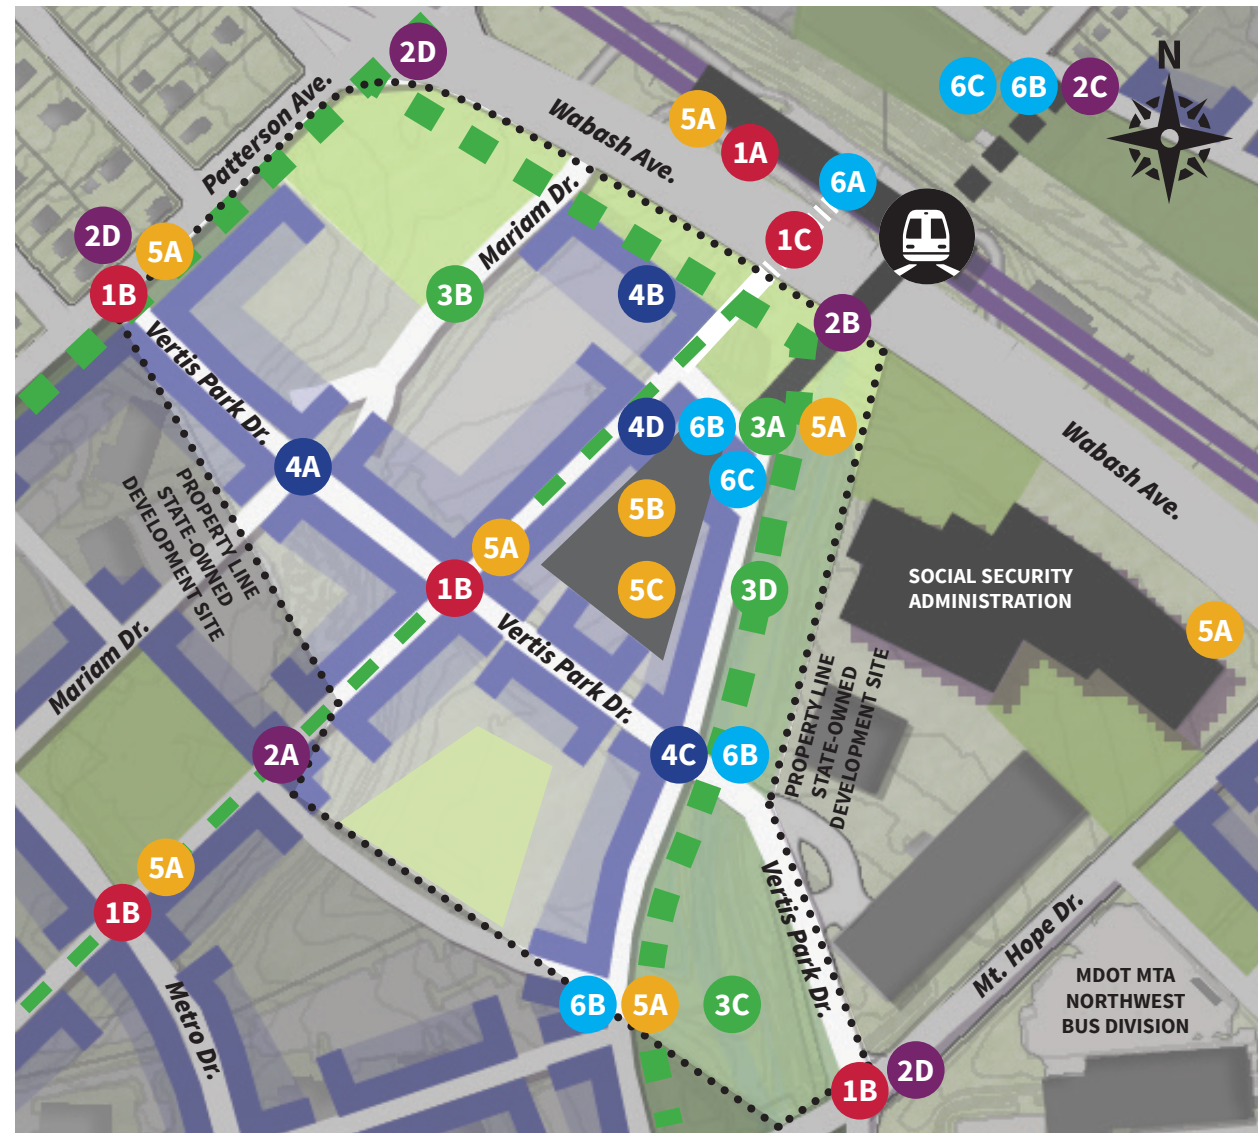 2D
6C
6B
2C
N
Patterson Ave.
Wabash Ave.
5A
1A
6A
Mariam Dr.
2D
5A
1C
1B
3B
4B
2B
Vertis Park Dr.
4D
6B
3A
5A
Wabash Ave.
4A
6C
PROPERTY LINE
STATE-OWNED
DEVELOPMENT SITE
5B
5A
1B
5C
3D
SOCIAL SECURITY
ADMINISTRATION
5A
Vertis Park Dr.
Mariam Dr.
PROPERTY LINE
STATE-OWNED
DEVELOPMENT SITE
2A
4C
6B
5A
1B
Vertis Park Dr.
Mt. Hope Dr.
Metro Dr.
6B
5A
3C
MDOT MTA
NORTHWEST
BUS DIVISION
2D
1B